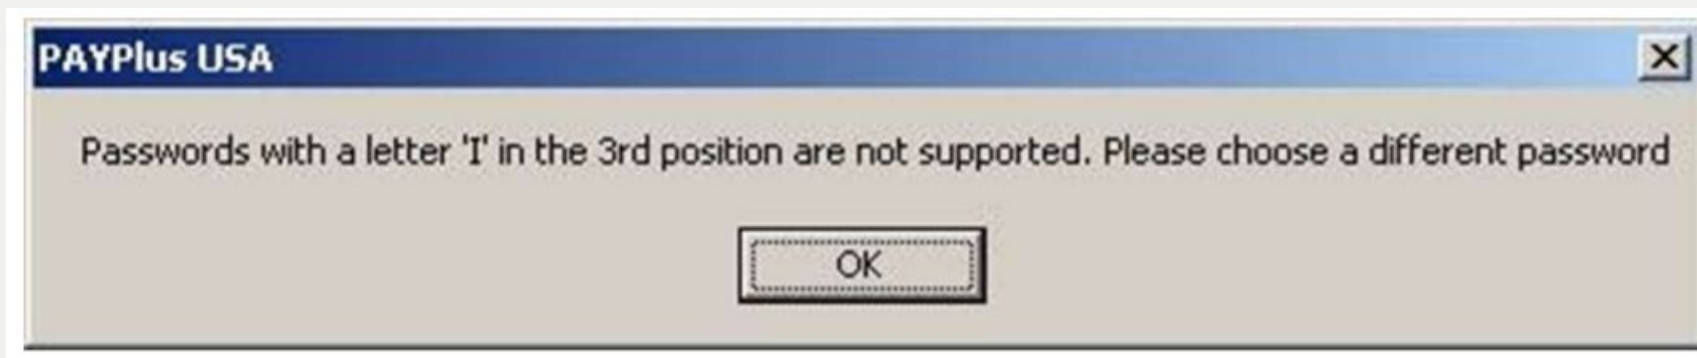 PAYPlus USA
Passwords with a letter 'I' in the 3rd position are not supported. Please choose a different password
OK